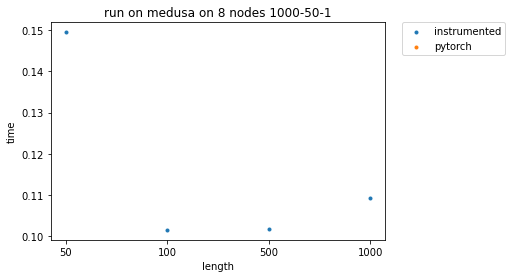 run on medusa on 8 nodes 1000-50-1
instrumented
pytorch
0.15
0.14
0.13
0.12
0.11
0.10
time
50 100 500 1000
length